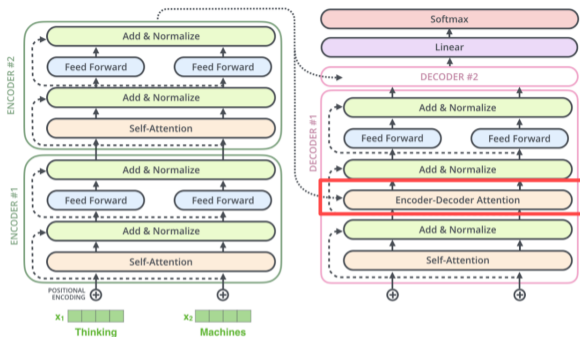 ENCODER #2
Add & Normalize
Feed Forward
Feed Forward
Add & Normalize
Self-Attention
ENCODER #1
Add & Normalize
Feed Forward
Feed Forward
Add & Normalize
Self-Attention
POSITIONAL
ENCODING
x1
x2
Thinking
Machines
Softmax
Linear
DECODER #2
DECODER #1
Add & Normalize
Feed Forward
Feed Forward
Add & Normalize
Encoder-Decoder Attention
Add & Normalize
Self-Attention